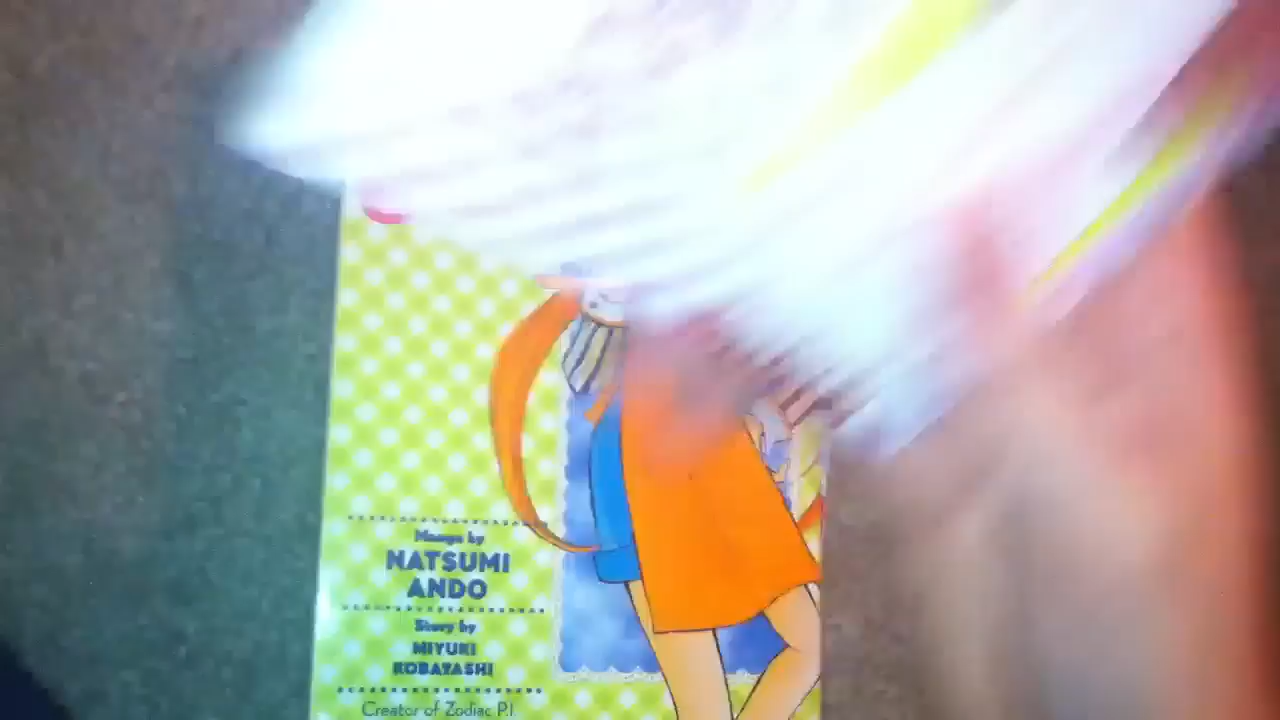 Manga by
NATSUMI
ANDO
Story by
MIYUKI
KOBAYASHI
Creator of Zodiac P.I.